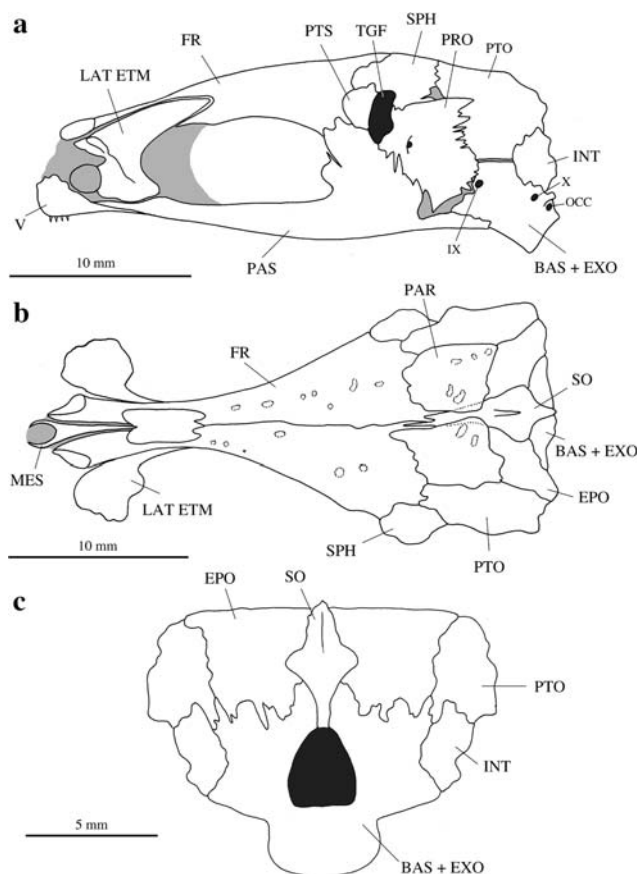 a
SPH
FR
PTS
TGF
PRO
PTO
LAT ETM
INT
X
OCC
V
IX
10 mm
PAS
BAS + EXO
b
PAR
FR
SO
BAS + EXO
MES
EPO
LAT ETM
10 mm
SPH
PTO
c
EPO
SO
PTO
INT
5 mm
BAS + EXO